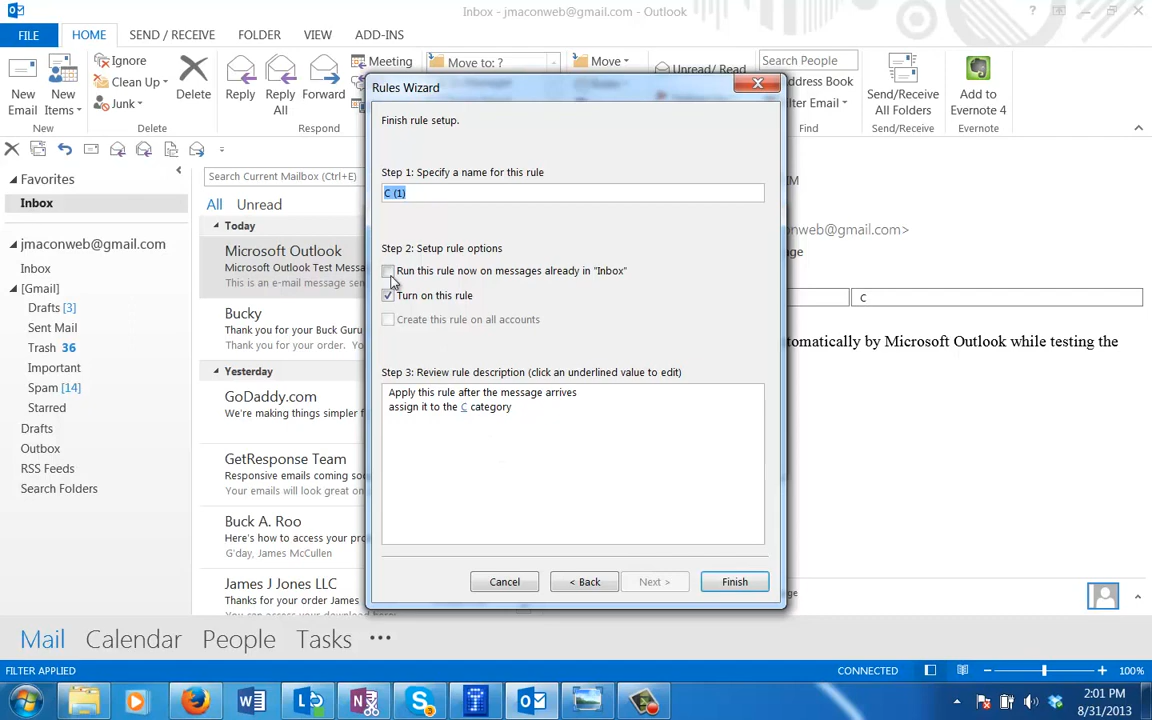 Inbox - jmaconweb@gmail.com - Outlook
FILE
HOME
SEND / RECEIVE
FOLDER
VIEW
ADD-INS
New Email
New Items
New
Ignore
Clean Up
Junk
Delete
Delete
Reply
Reply All
Forward
Meeting
Respond
Move to: ?
Move
Unread/ Read
Search People
Address Book
Filter Email
Find
Send/Receive All Folders
Send/Receive
Add to Evernote 4
Evernote
Favorites
Inbox
jmaconweb@gmail.com
Inbox
[Gmail]
Drafts [3]
Sent Mail
Trash 36
Important
Spam [14]
Starred
Drafts
Outbox
RSS Feeds
Search Folders
Search Current Mailbox (Ctrl+E)
All Unread
Today
Microsoft Outlook
Microsoft Outlook Test Messa
This is an e-mail message sen
Bucky
Thank you for your Buck Guru
Thank you for your order. Yo
Yesterday
GoDaddy.com
We're making things simpler f
GetResponse Team
Responsive emails coming soo
Your emails will look great on
Buck A. Roo
Here's how to access your pro
G'day, James McCullen
James J Jones LLC
Thanks for your order James
You can access your download
Rules Wizard
Finish rule setup.
Step 1: Specify a name for this rule
C (1)
Step 2: Setup rule options
Run this rule now on messages already in "Inbox"
Turn on this rule
Create this rule on all accounts
Step 3: Review rule description (click an underlined value to edit)
Apply this rule after the message arrives
assign it to the C category
Cancel
< Back
Next >
Finish
C
tomatically by Microsoft Outlook while testing the
Mail Calendar People Tasks
FILTER APPLIED
CONNECTED
100%
2:01 PM
8/31/2013